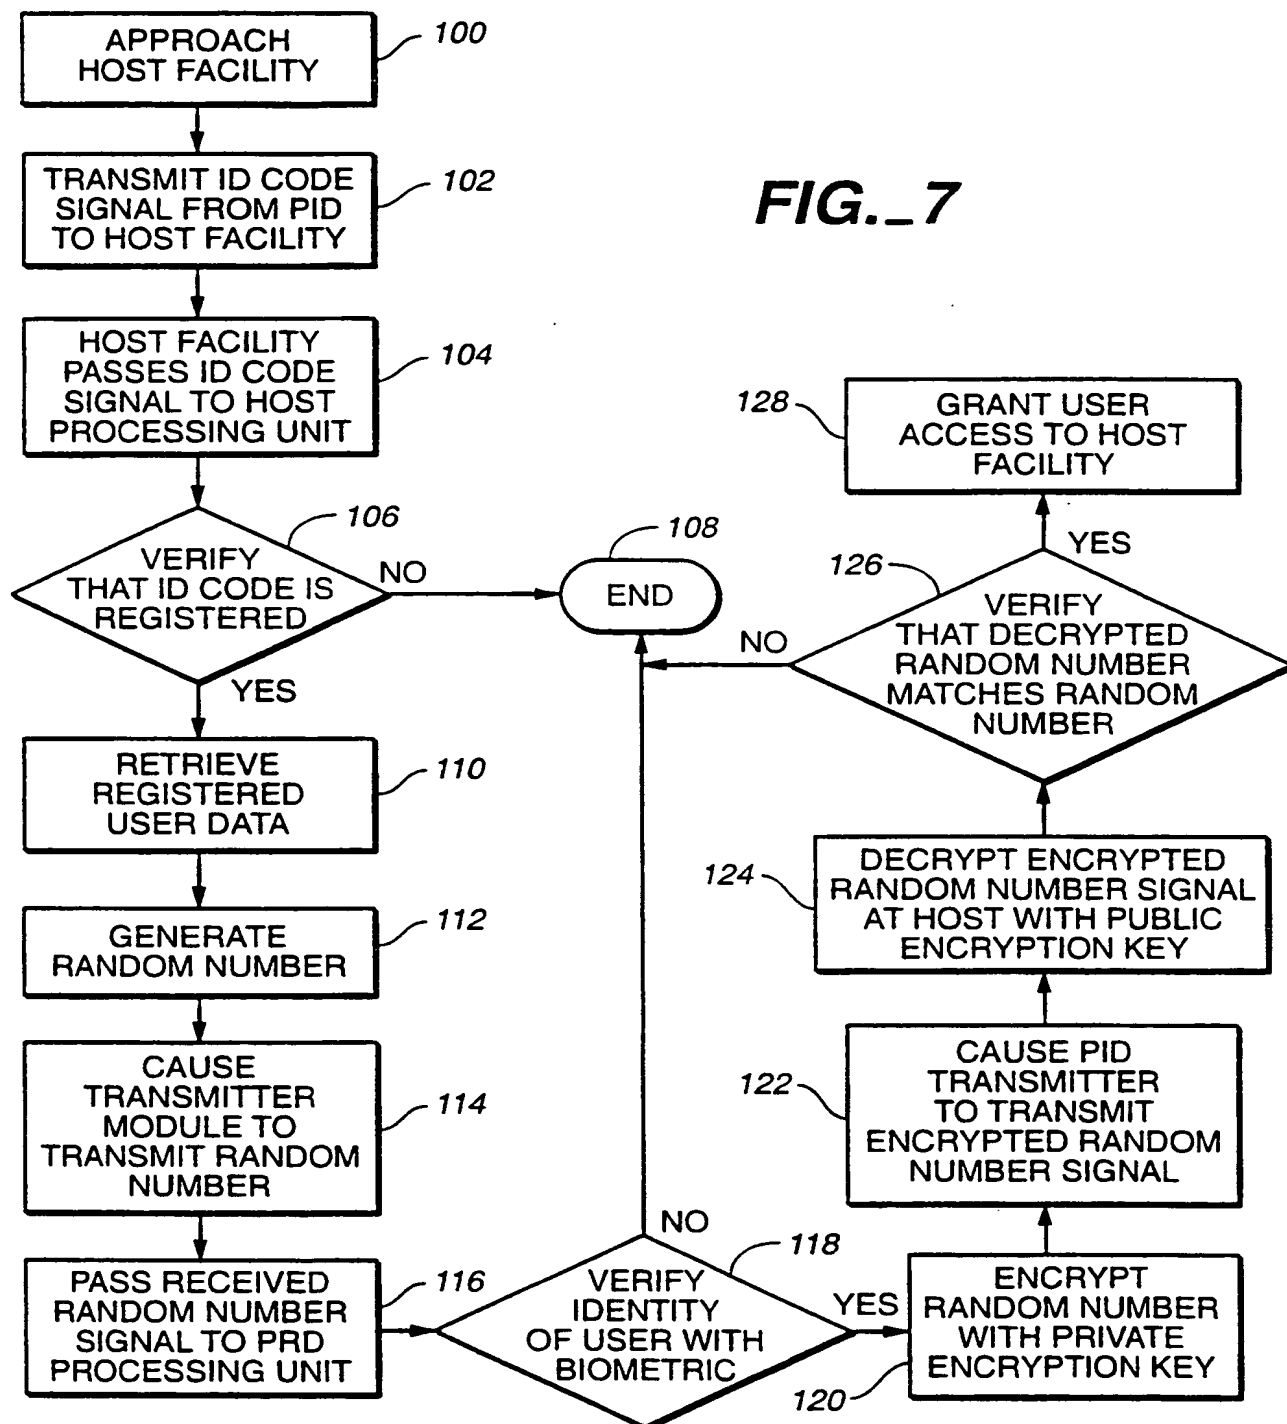 APPROACH
HOST FACILITY
100
TRANSMIT ID CODE
SIGNAL FROM PID
TO HOST FACILITY
102
FIG._7
HOST FACILITY
PASSES ID CODE
SIGNAL TO HOST
PROCESSING UNIT
104
VERIFY
THAT ID CODE IS
REGISTERED
106
NO
YES
END
108
RETRIEVE
REGISTERED
USER DATA
110
GENERATE
RANDOM NUMBER
112
CAUSE
TRANSMITTER
MODULE TO
TRANSMIT RANDOM
NUMBER
114
PASS RECEIVED
RANDOM NUMBER
SIGNAL TO PRD
PROCESSING UNIT
116
VERIFY
IDENTITY
OF USER WITH
BIOMETRIC
118
NO
YES
ENCRYPT
RANDOM NUMBER
WITH PRIVATE
ENCRYPTION KEY
120
CAUSE PID
TRANSMITTER
TO TRANSMIT
ENCRYPTED RANDOM
NUMBER SIGNAL
122
DECRYPT ENCRYPTED
RANDOM NUMBER SIGNAL
AT HOST WITH PUBLIC
ENCRYPTION KEY
124
VERIFY
THAT DECRYPTED
RANDOM NUMBER
MATCHES RANDOM
NUMBER
126
NO
YES
GRANT USER
ACCESS TO HOST
FACILITY
128